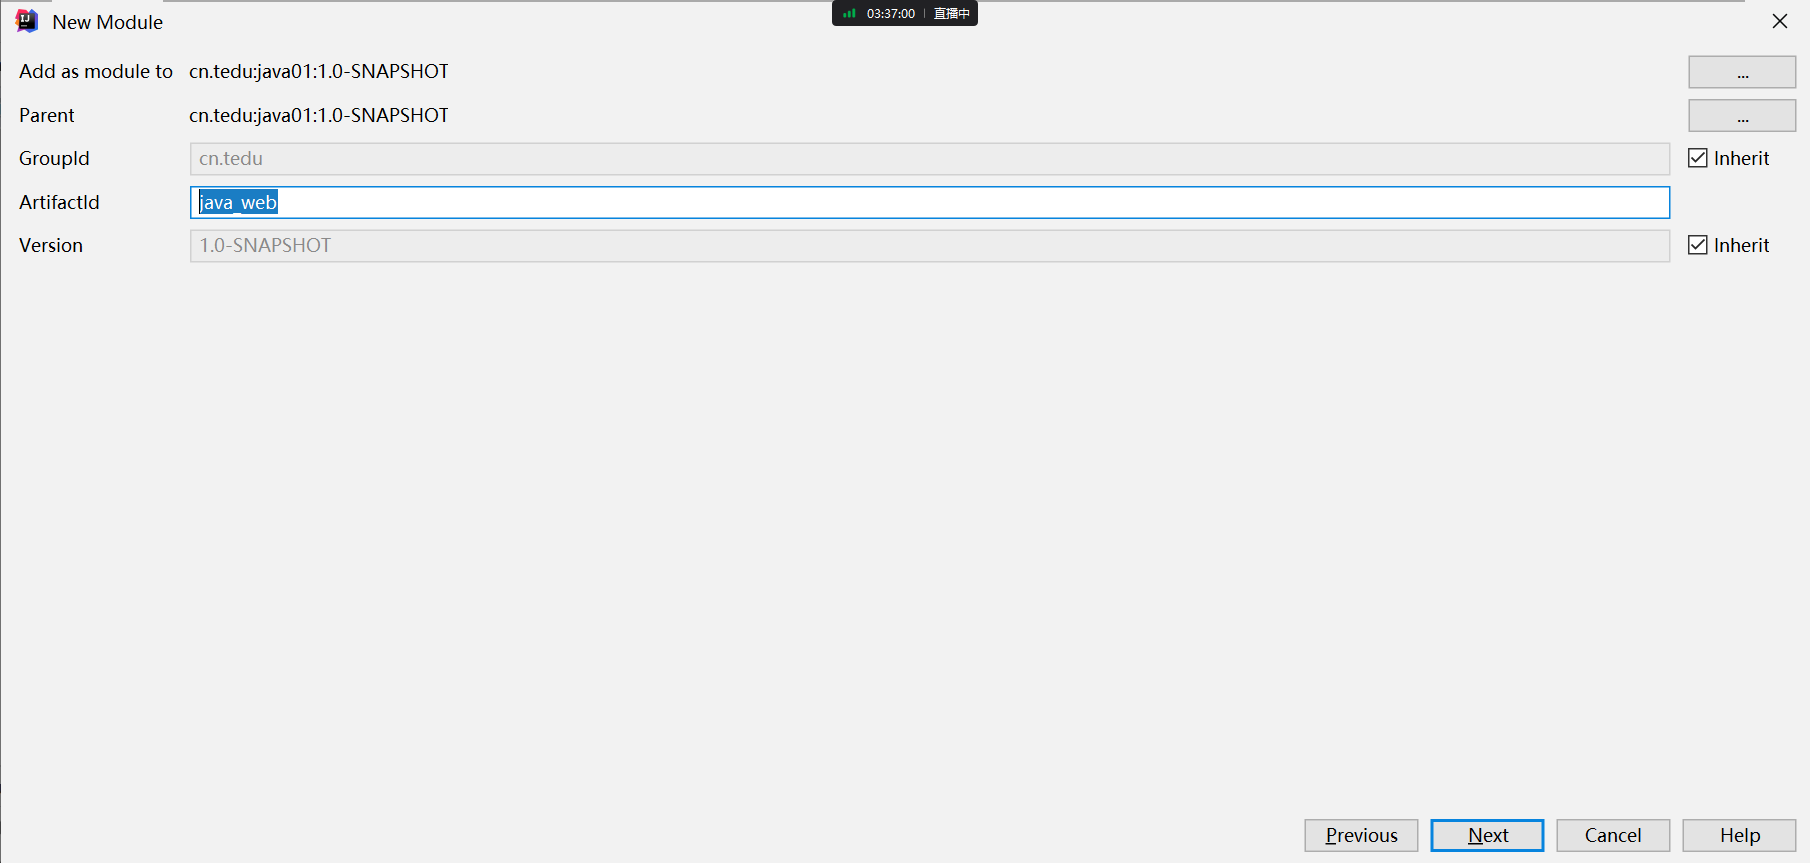 03:37:00 直播中
New Module
Add as module to cn.tedu:java01:1.0-SNAPSHOT ...
Parent cn.tedu:java01:1.0-SNAPSHOT ...
GroupId cn.tedu Inherit
ArtifactId java_web
Version 1.0-SNAPSHOT Inherit
Previous Next Cancel Help